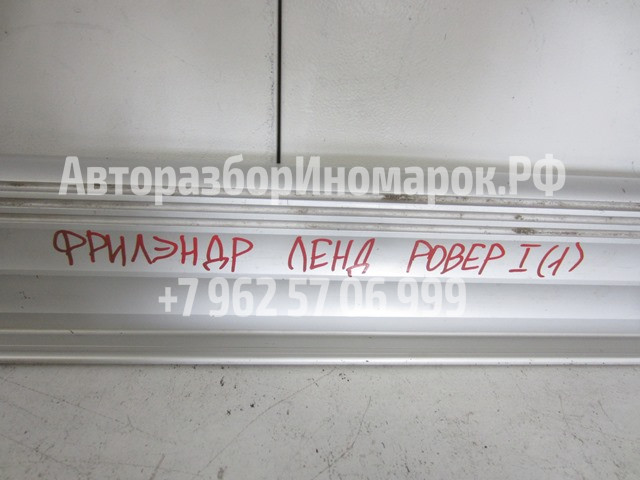 АвторазборИномарок.РФ
ФРИЛЭНДР ЛЕНД РОВЕР I (1)
+7 962 57 06 999